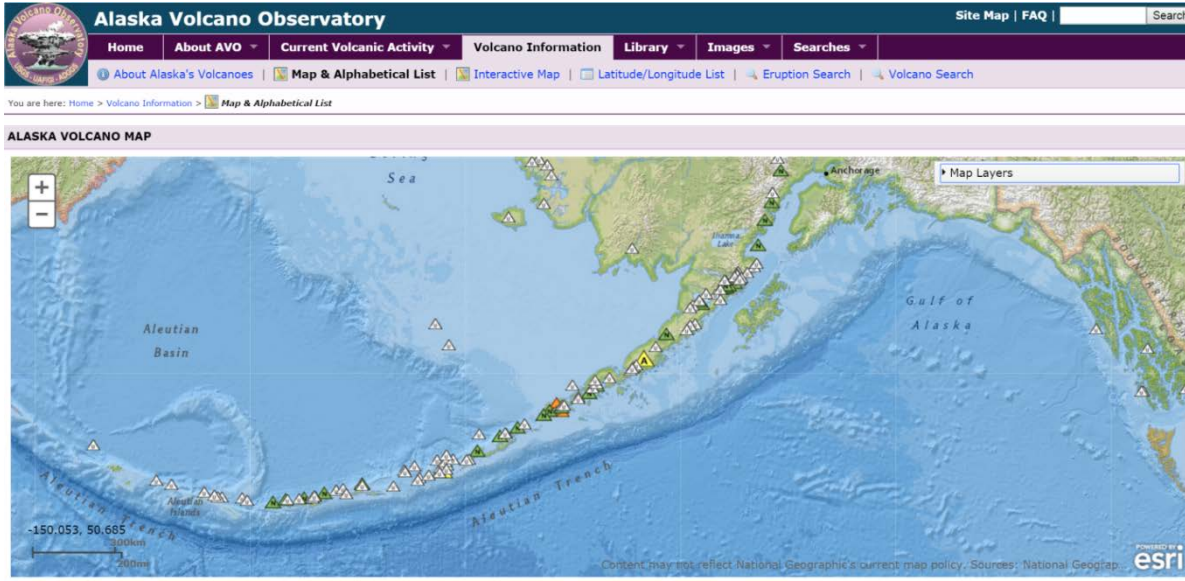 Alaska Volcano Observatory
Site Map | FAQ |
Search
Home About AVO Current Volcanic Activity Volcano Information Library Images Searches
About Alaska's Volcanoes | Map & Alphabetical List | Interactive Map | Latitude/Longitude List | Eruption Search | Volcano Search
You are here: Home > Volcano Information > Map & Alphabetical List
ALASKA VOLCANO MAP
+
−
Sea
Anchorage
Map Layers
Iliamna
Lake
Gulf of
Alaska
Aleutian
Basin
A
Aleutian Trench
Aleutian
Islands
Aleutian Trench
-150.053, 50.685
300km
200mi
Content may not reflect National Geographic's current map policy. Sources: National Geograp...
POWERED BY
esri